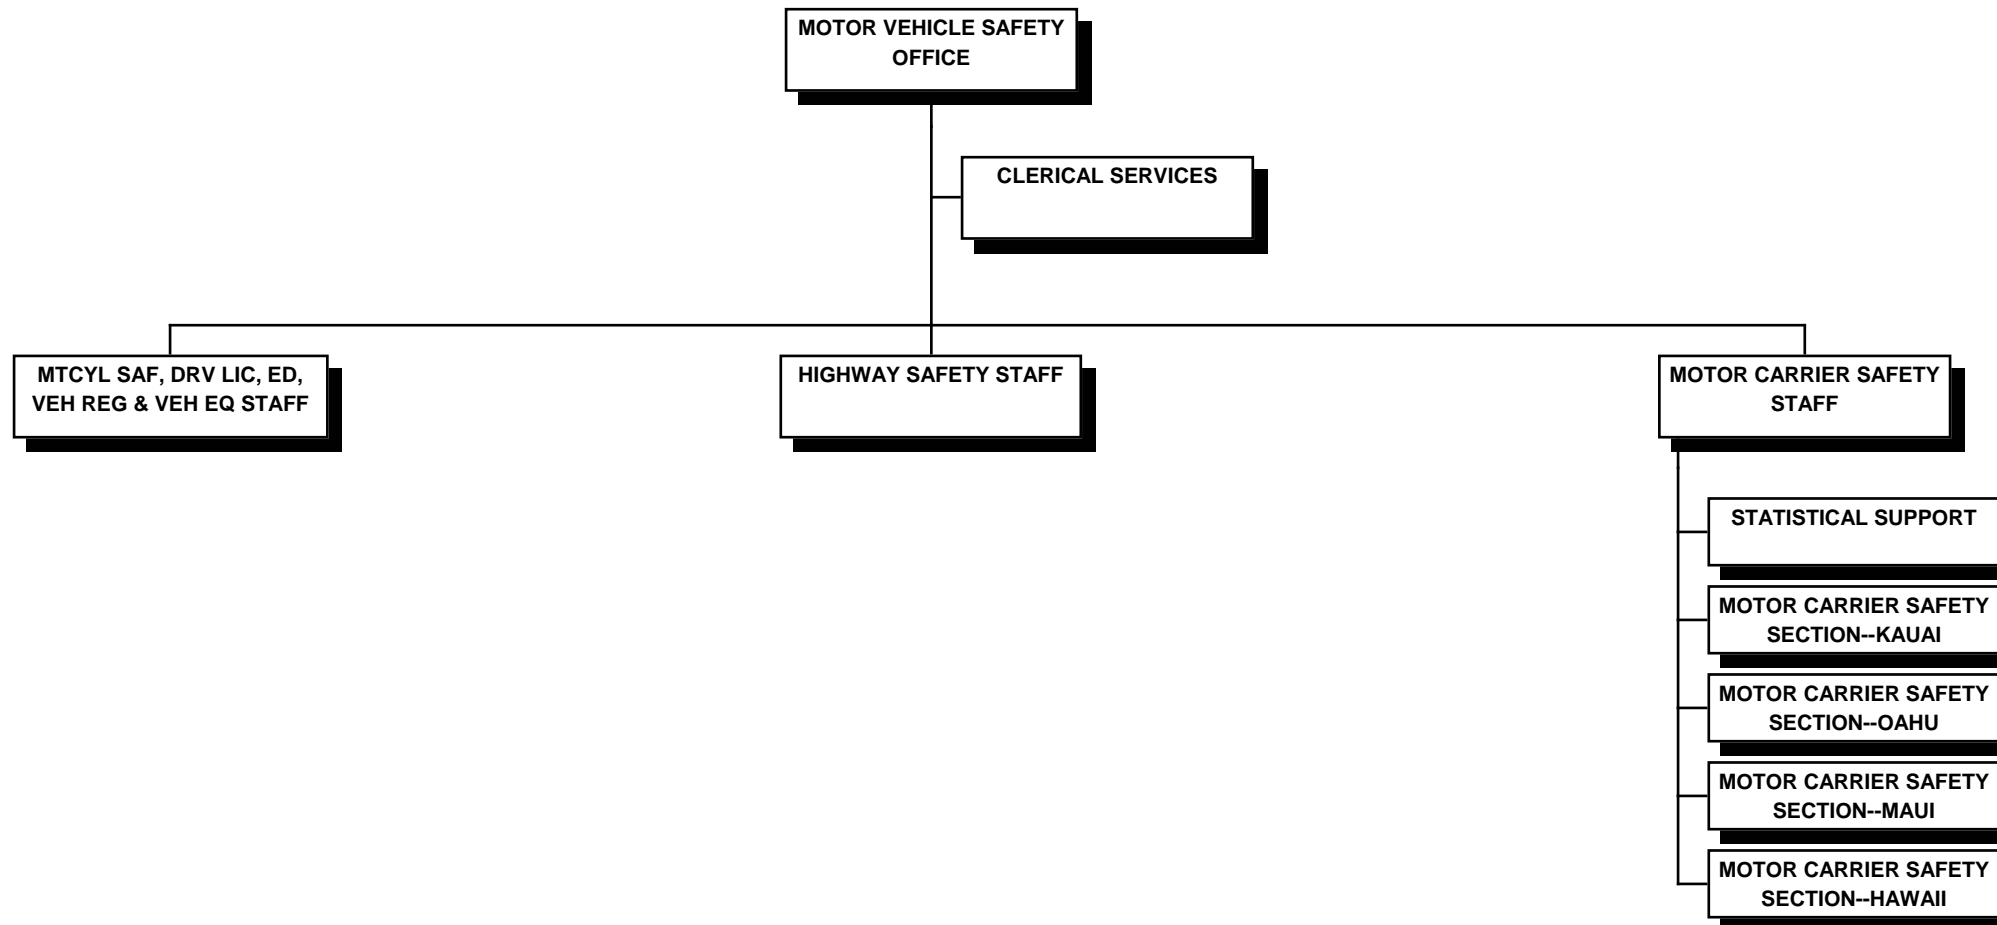 MOTOR VEHICLE SAFETY
OFFICE
CLERICAL SERVICES
MTCYL SAF, DRV LIC, ED,
VEH REG & VEH EQ STAFF
HIGHWAY SAFETY STAFF
MOTOR CARRIER SAFETY
STAFF
STATISTICAL SUPPORT
MOTOR CARRIER SAFETY
SECTION--KAUAI
MOTOR CARRIER SAFETY
SECTION--OAHU
MOTOR CARRIER SAFETY
SECTION--MAUI
MOTOR CARRIER SAFETY
SECTION--HAWAII